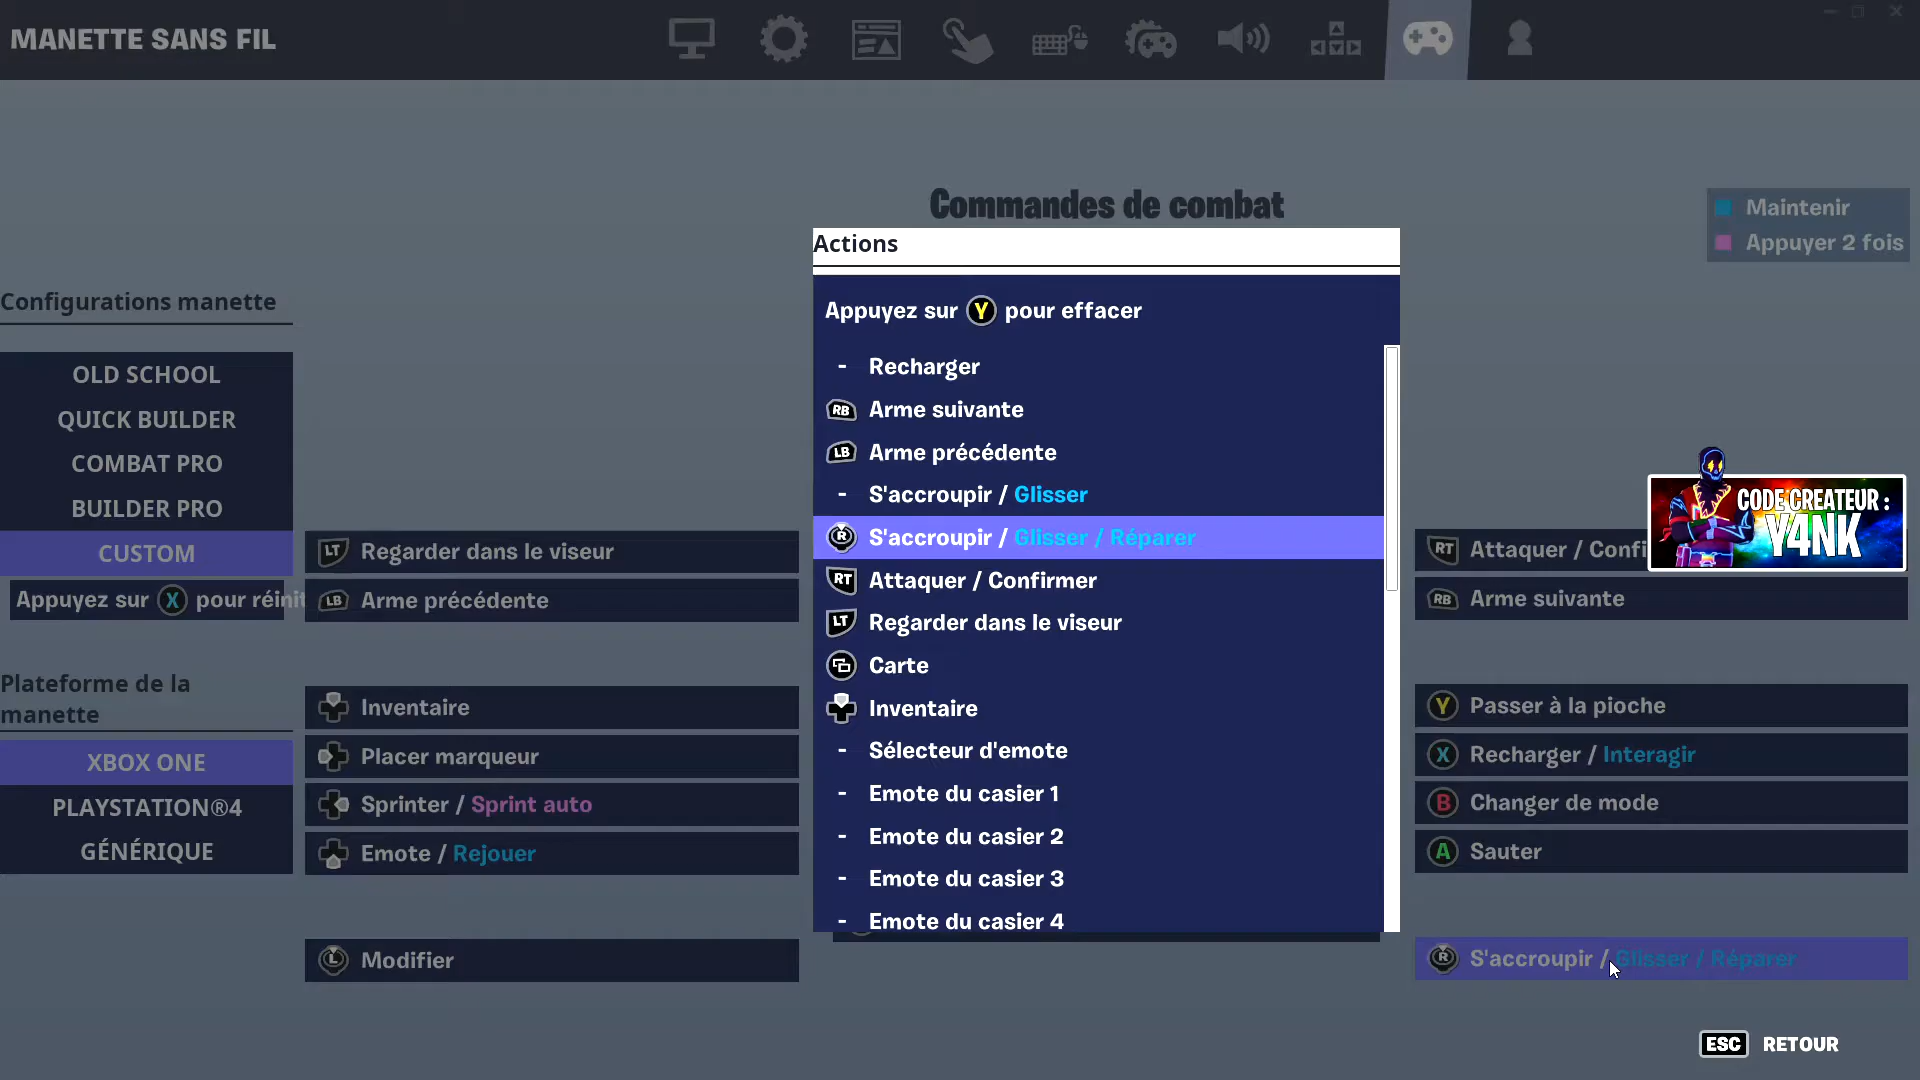 MANETTE SANS FIL
Commandes de combat
Maintenir
Appuyer 2 fois
Configurations manette
OLD SCHOOL
QUICK BUILDER
COMBAT PRO
BUILDER PRO
CUSTOM
Appuyez sur X pour réinit
Plateforme de la
manette
XBOX ONE
PLAYSTATION®4
GÉNÉRIQUE
LT Regarder dans le viseur
LB Arme précédente
Inventaire
Placer marqueur
Sprinter / Sprint auto
Emote / Rejouer
L Modifier
Actions
Appuyez sur Y pour effacer
- Recharger
RB Arme suivante
LB Arme précédente
- S'accroupir / Glisser
R S'accroupir / Glisser / Réparer
RT Attaquer / Confirmer
LT Regarder dans le viseur
Carte
Inventaire
- Sélecteur d'emote
- Emote du casier 1
- Emote du casier 2
- Emote du casier 3
- Emote du casier 4
RT Attaquer / Confi
CODE CREATEUR :
Y4NK
RB Arme suivante
Y Passer à la pioche
X Recharger / Interagir
B Changer de mode
A Sauter
R S'accroupir / Glisser / Réparer
ESC RETOUR